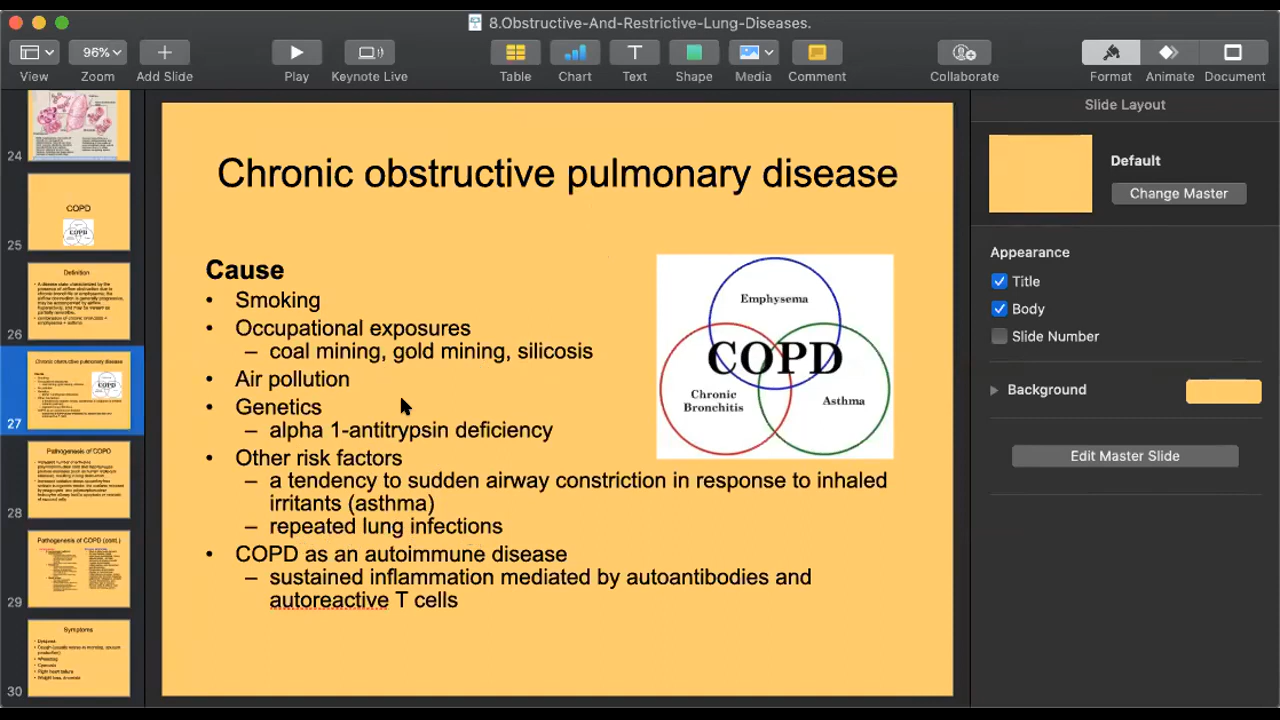 8.Obstructive-And-Restrictive-Lung-Diseases.
96%
View
Zoom
Add Slide
Play
Keynote Live
Table
Chart
Text
Shape
Media
Comment
Collaborate
Format
Animate
Document
24
COPD
COPD
25
Definition
26
Chronic obstructive pulmonary disease
27
Pathogenesis of COPD
28
Pathogenesis of COPD (cont.)
29
Symptoms
30
Chronic obstructive pulmonary disease
Cause
• Smoking
• Occupational exposures
– coal mining, gold mining, silicosis
• Air pollution
• Genetics
– alpha 1-antitrypsin deficiency
• Other risk factors
– a tendency to sudden airway constriction in response to inhaled
irritants (asthma)
– repeated lung infections
• COPD as an autoimmune disease
– sustained inflammation mediated by autoantibodies and
autoreactive T cells
Emphysema
COPD
Chronic
Bronchitis
Asthma
Slide Layout
Default
Change Master
Appearance
Title
Body
Slide Number
Background
Edit Master Slide